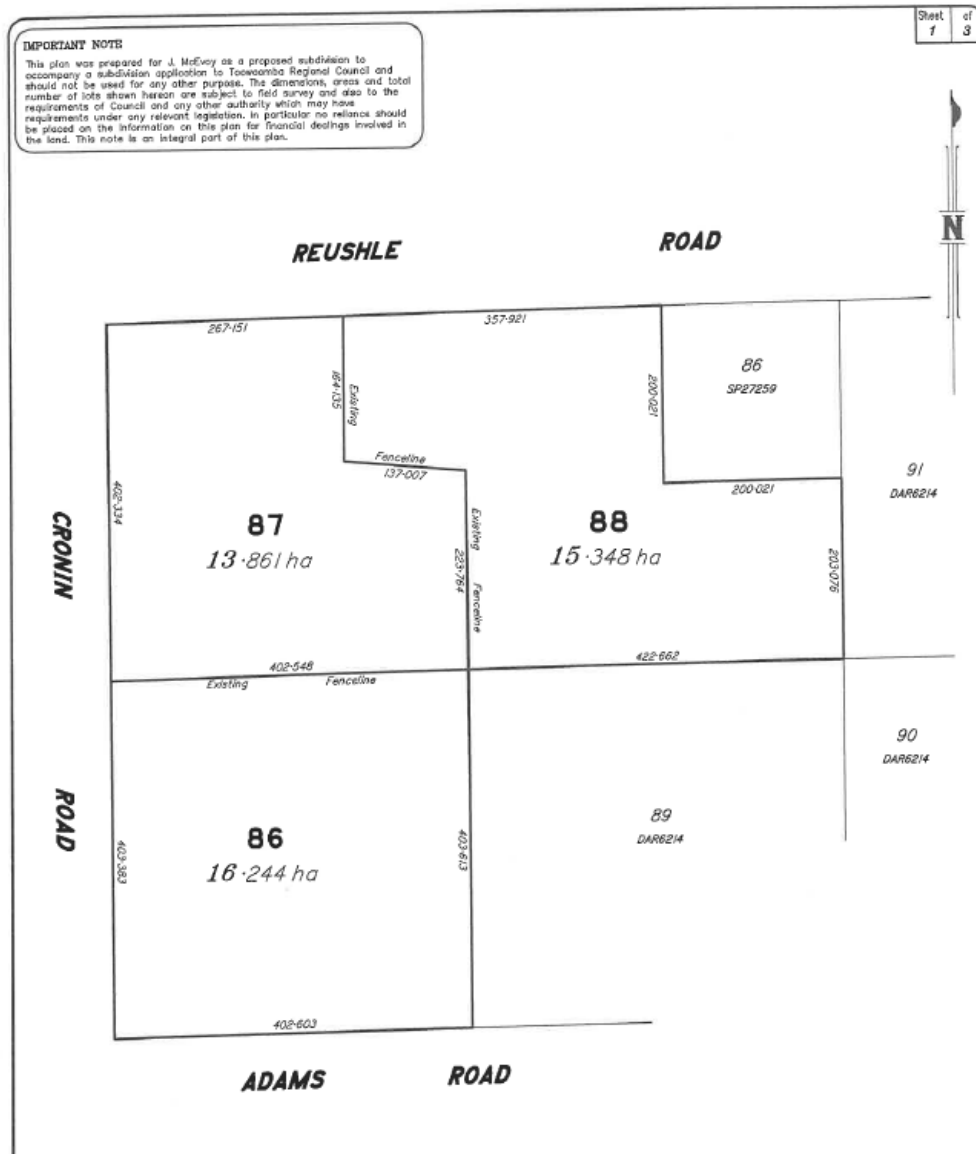 Sheet of
1 3
IMPORTANT NOTE
This plan was prepared for J. McEvoy as a proposed subdivision to
accompany a subdivision application to Toowoomba Regional Council and
should not be used for any other purpose. The dimensions, areas and total
number of lots shown hereon are subject to field survey and also to the
requirements of Council and any other authority which may have
requirements under any relevant legislation. In particular no reliance should
be placed on the information on this plan for financial dealings involved in
the land. This note is an integral part of this plan.
N
REUSHLE ROAD
267·151
357·921
164·135
Existing
200·021
86
SP27259
Fenceline
137·007
200·021
91
DAR6214
402·334
CRONIN
87
13·861 ha
Existing Fenceline
223·764
88
15·348 ha
203·076
402·548
Existing Fenceline
422·662
90
DAR6214
ROAD
86
16·244 ha
403·383
403·613
89
DAR6214
402·603
ADAMS ROAD